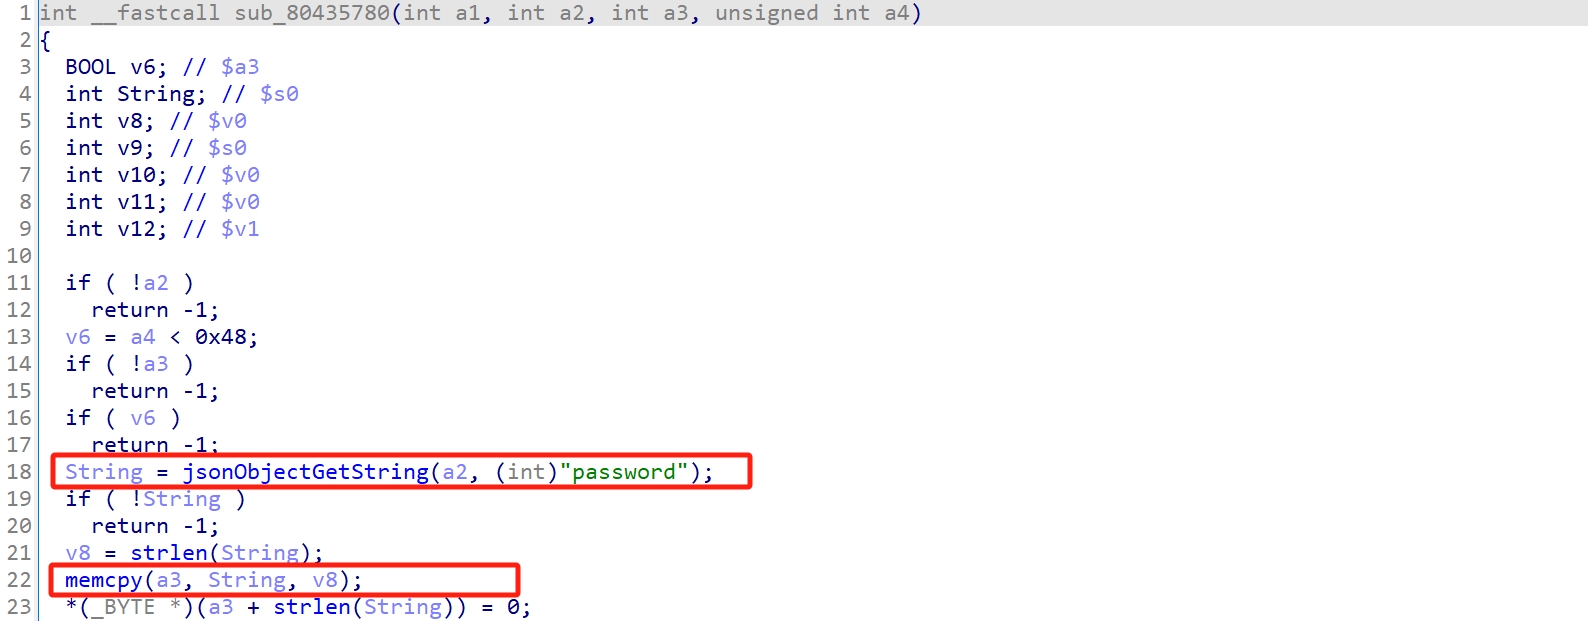 1 int __fastcall sub_80435780(int a1, int a2, int a3, unsigned int a4)
2 {
3 BOOL v6; // $a3
4 int String; // $s0
5 int v8; // $v0
6 int v9; // $s0
7 int v10; // $v0
8 int v11; // $v0
9 int v12; // $v1
10
11 if ( !a2 )
12 return -1;
13 v6 = a4 < 0x48;
14 if ( !a3 )
15 return -1;
16 if ( v6 )
17 return -1;
18 String = jsonObjectGetString(a2, (int)"password");
19 if ( !String )
20 return -1;
21 v8 = strlen(String);
22 memcpy(a3, String, v8);
23 *(_BYTE *)(a3 + strlen(String)) = 0;